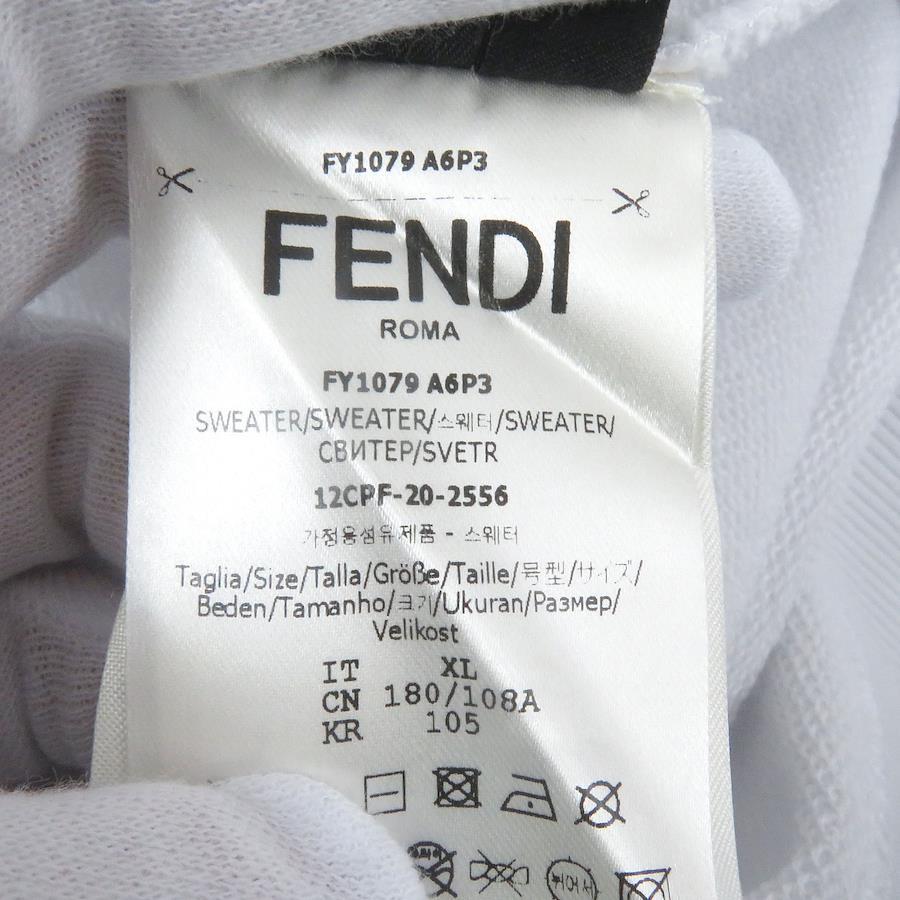 FY1079 A6P3
FENDI
ROMA
FY1079 A6P3
SWEATER/SWEATER/스웨터/SWEATER/
СВИТЕР/SVETR
12CPF-20-2556
가정용섬유제품 - 스웨터
Taglia/Size/Talla/Größe/Taille/号型/サイズ/
Beden/Tamanho/크기/Ukuran/Размер/
Velikost
IT XL
CN 180/108A
KR 105